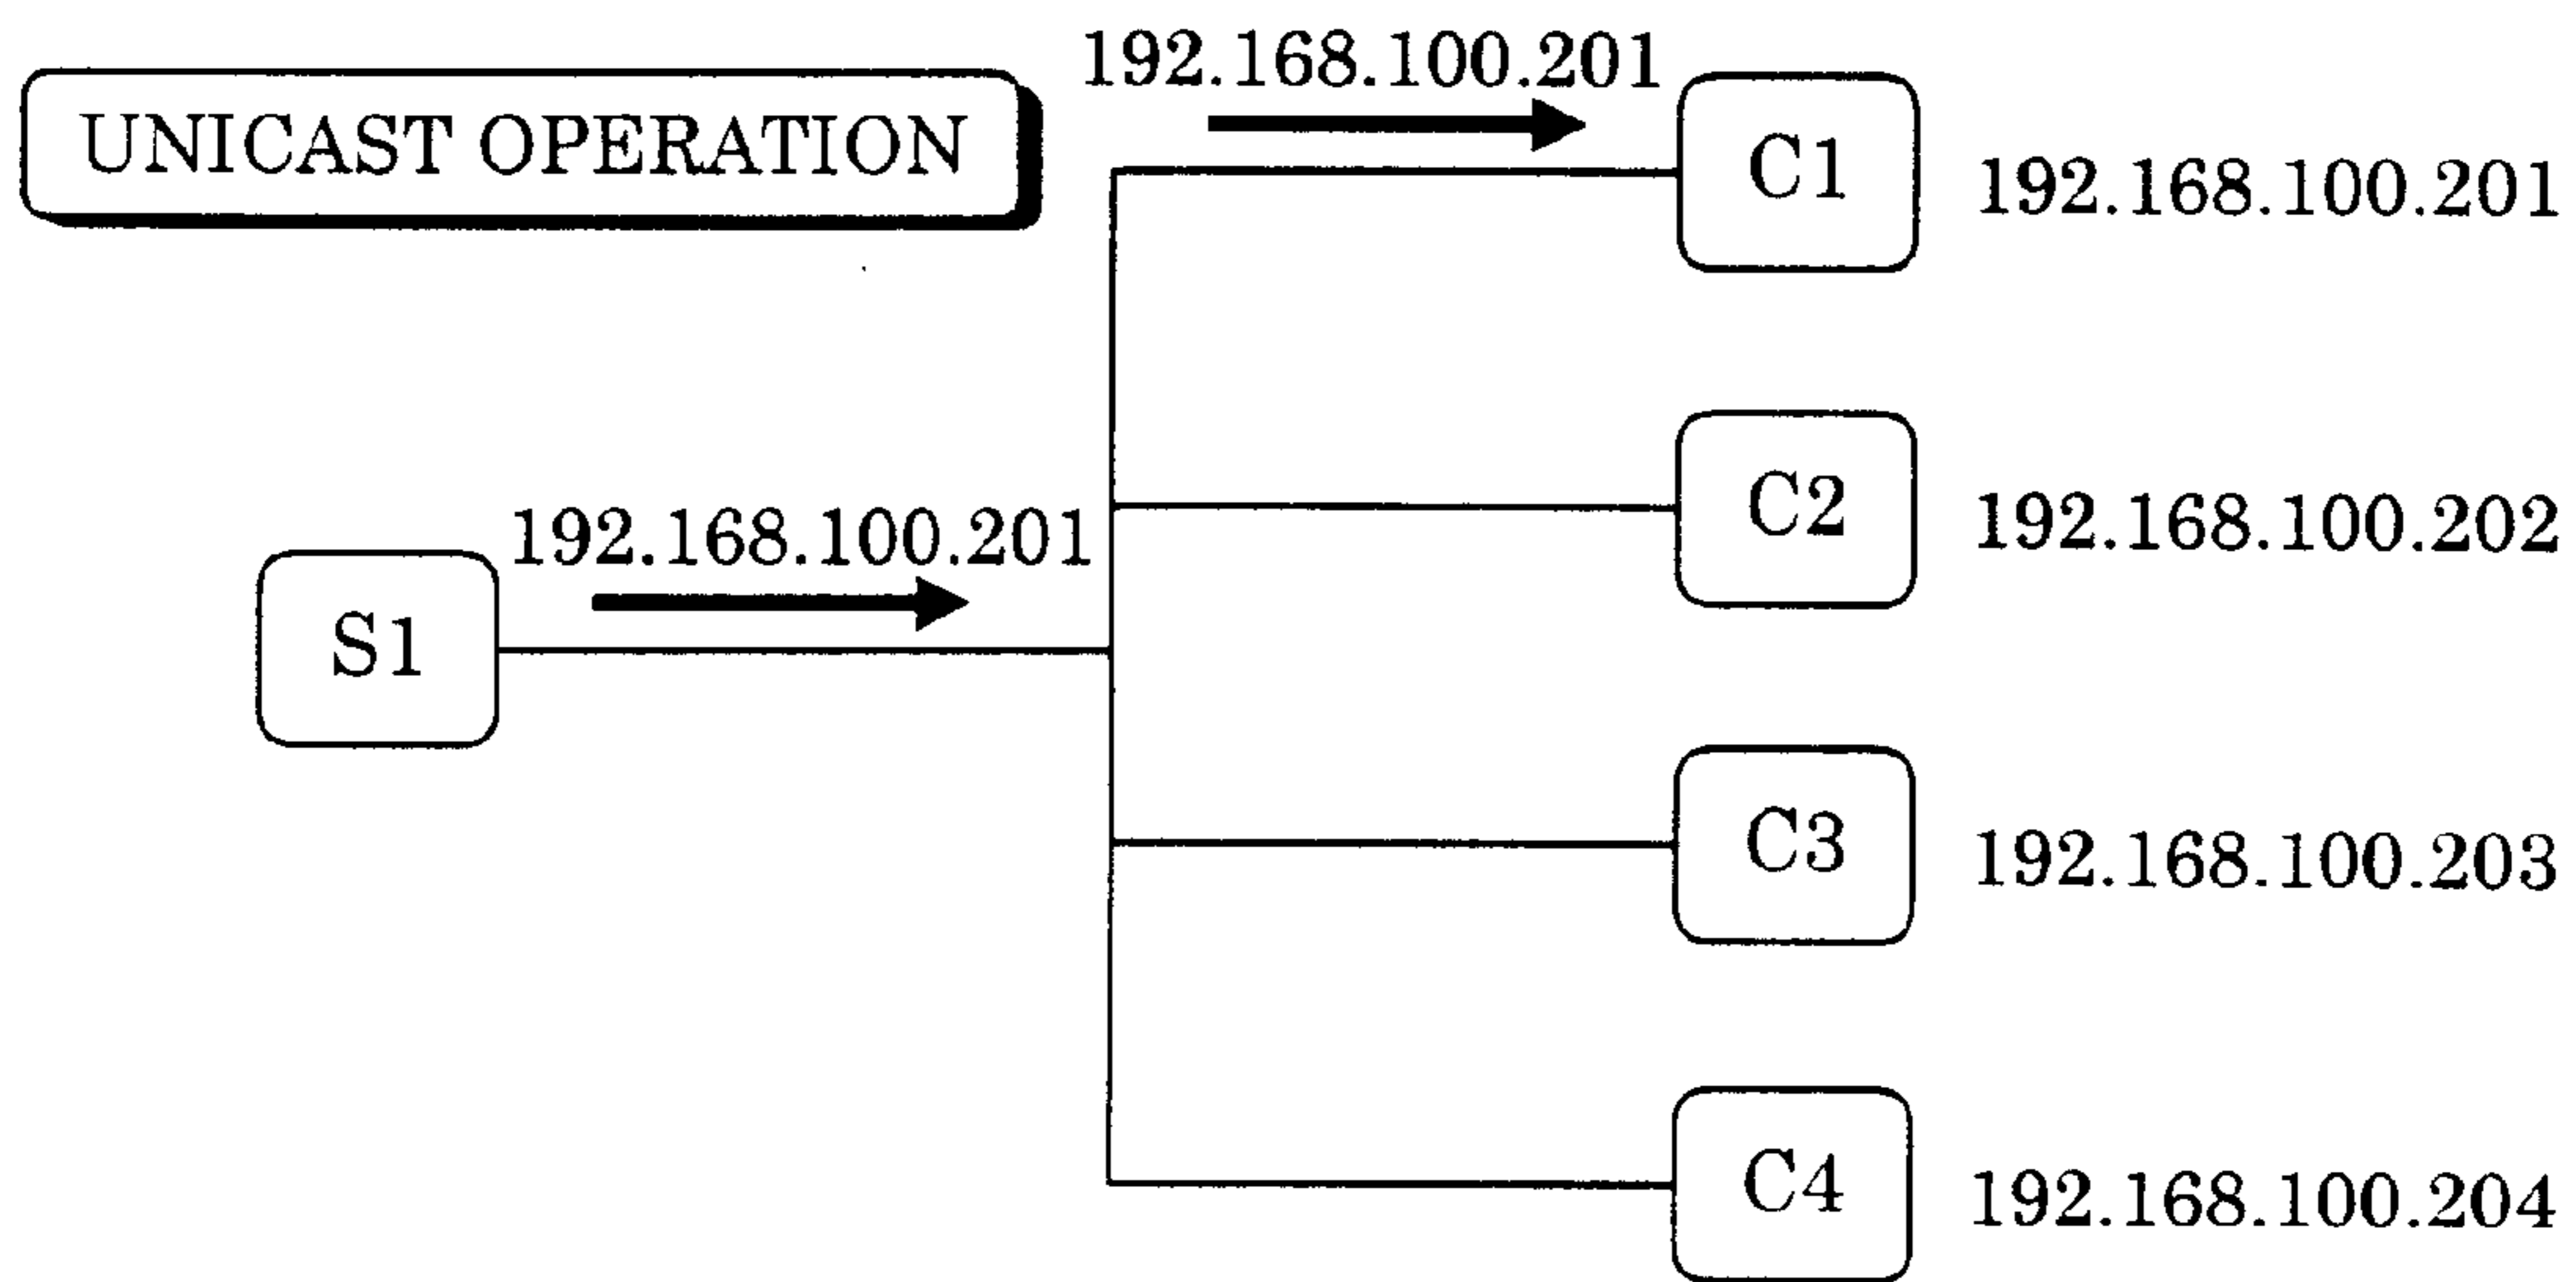 UNICAST OPERATION
192.168.100.201
C1
192.168.100.201
C2
192.168.100.202
192.168.100.201
S1
C3
192.168.100.203
C4
192.168.100.204